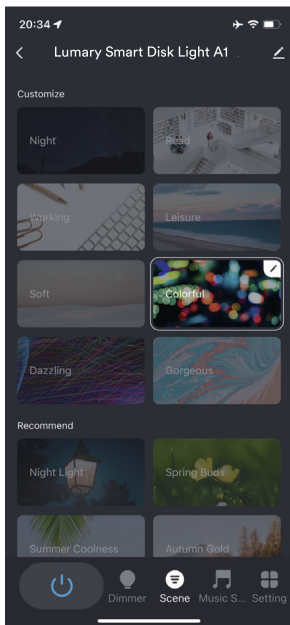 20:34
Lumary Smart Disk Light A1
Customize
Night
Read
Working
Leisure
Soft
Colorful
Dazzling
Gorgeous
Recommend
Night Light
Spring Buds
Summer Coolness
Autumn Gold
Dimmer
Scene
Music S...
Setting